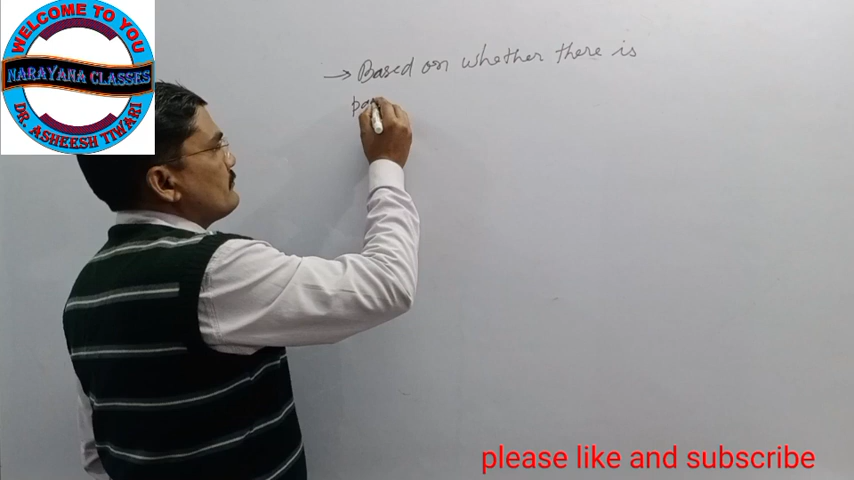 WELCOME TO YOU
NARAYANA CLASSES
DR. ASHEESH TIWARI
→ Based on whether there is
please like and subscribe